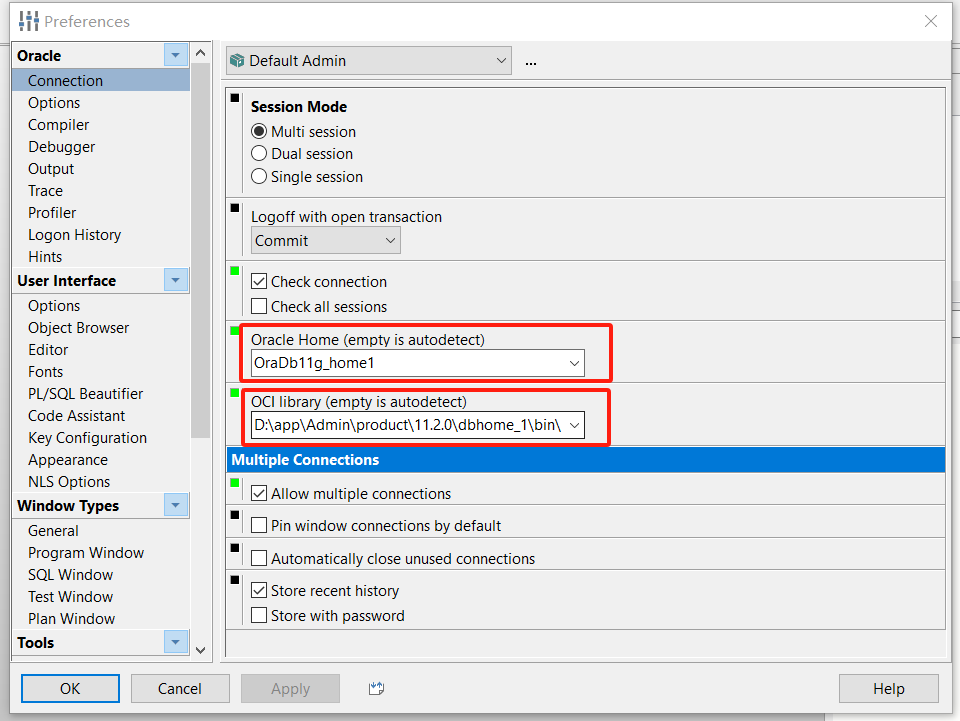 Preferences
Oracle
Connection
Options
Compiler
Debugger
Output
Trace
Profiler
Logon History
Hints
User Interface
Options
Object Browser
Editor
Fonts
PL/SQL Beautifier
Code Assistant
Key Configuration
Appearance
NLS Options
Window Types
General
Program Window
SQL Window
Test Window
Plan Window
Tools
Default Admin
...
Session Mode
Multi session
Dual session
Single session
Logoff with open transaction
Commit
Check connection
Check all sessions
Oracle Home (empty is autodetect)
OraDb11g_home1
OCI library (empty is autodetect)
D:\app\Admin\product\11.2.0\dbhome_1\bin\
Multiple Connections
Allow multiple connections
Pin window connections by default
Automatically close unused connections
Store recent history
Store with password
OK
Cancel
Apply
Help